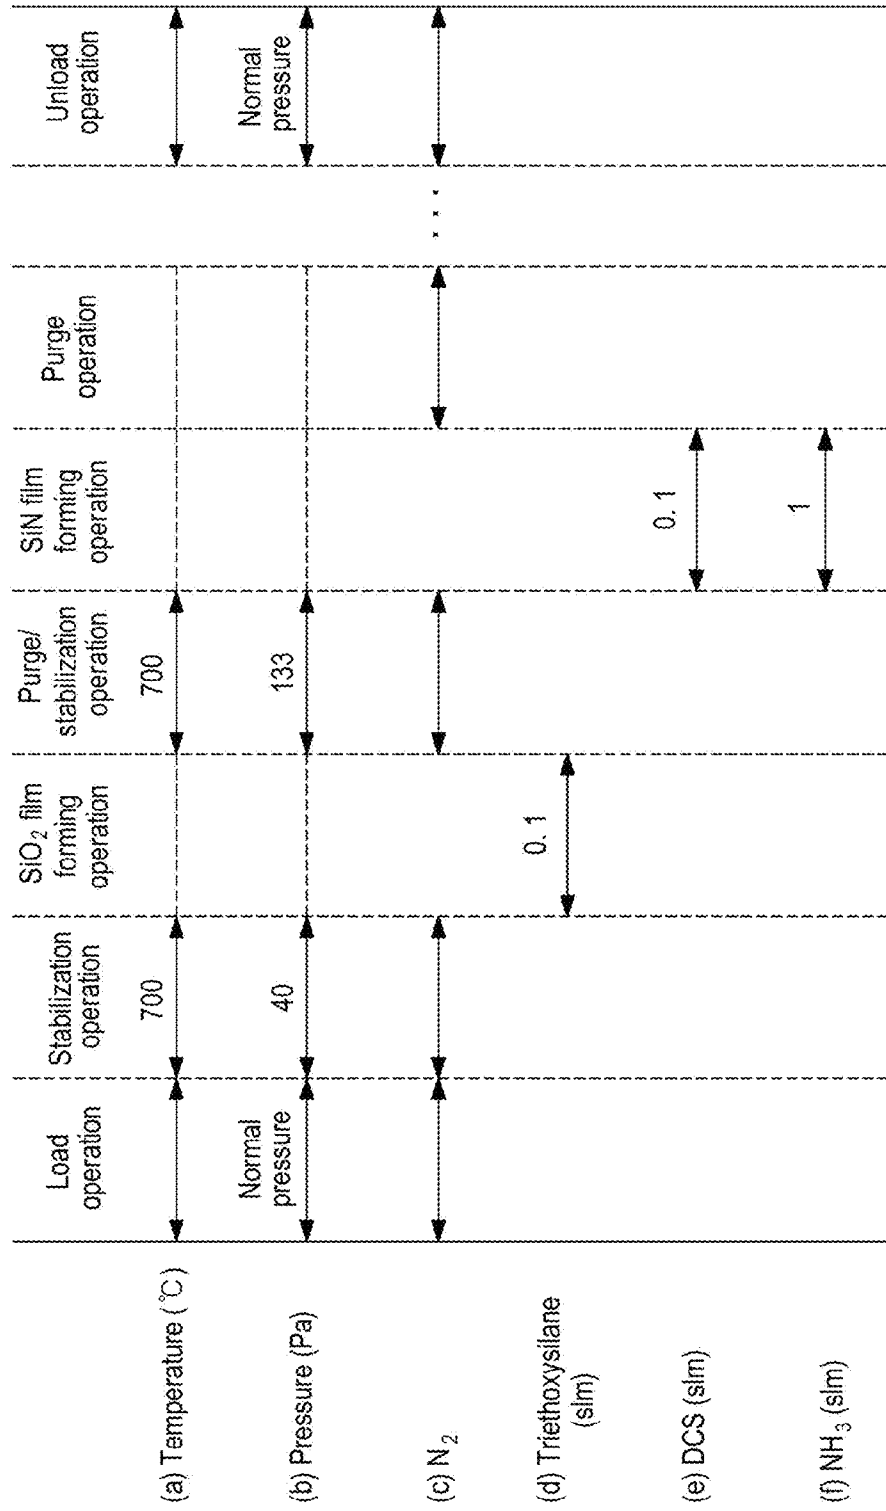 Load
operation
Stabilization
operation
SiO₂ film
forming
operation
Purge/
stabilization
operation
SiN film
forming
operation
Purge
operation
Unload
operation
(a) Temperature (℃)
700
700
(b) Pressure (Pa)
Normal
pressure
40
133
Normal
pressure
(c) N₂
...
(d) Triethoxysilane
(slm)
0. 1
(e) DCS (slm)
0. 1
(f) NH₃ (slm)
1